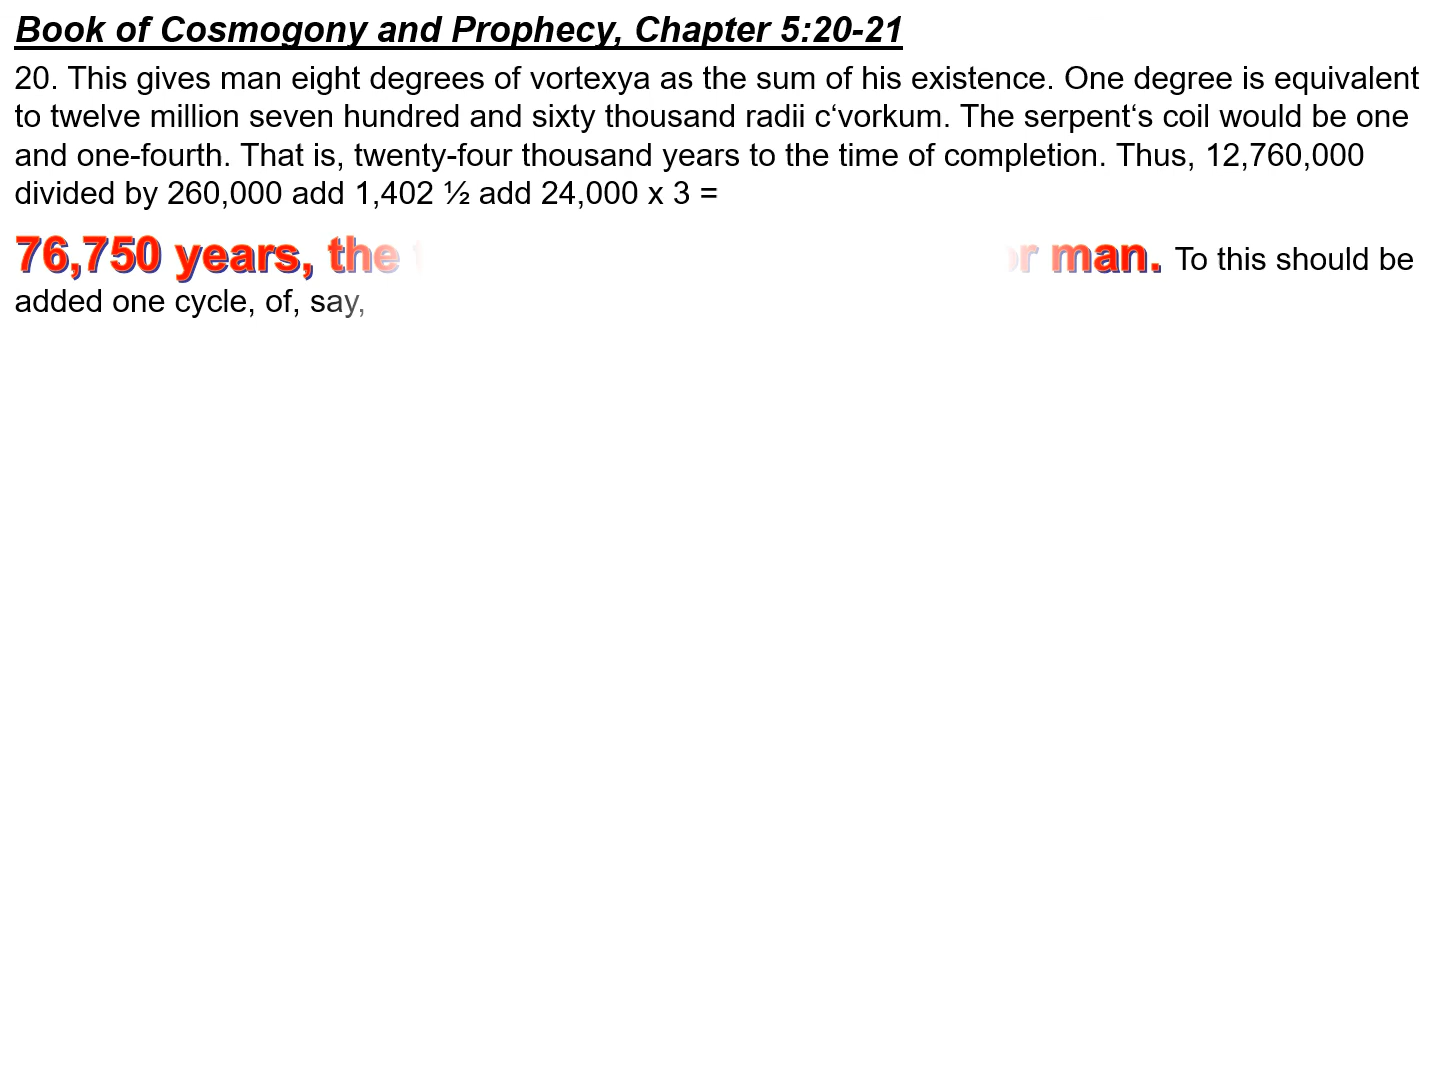 Book of Cosmogony and Prophecy, Chapter 5:20-21
20. This gives man eight degrees of vortexya as the sum of his existence. One degree is equivalent
to twelve million seven hundred and sixty thousand radii c‘vorkum. The serpent‘s coil would be one
and one-fourth. That is, twenty-four thousand years to the time of completion. Thus, 12,760,000
divided by 260,000 add 1,402 ½ add 24,000 x 3 =
76,750 years, the man. To this should be
added one cycle, of, say,